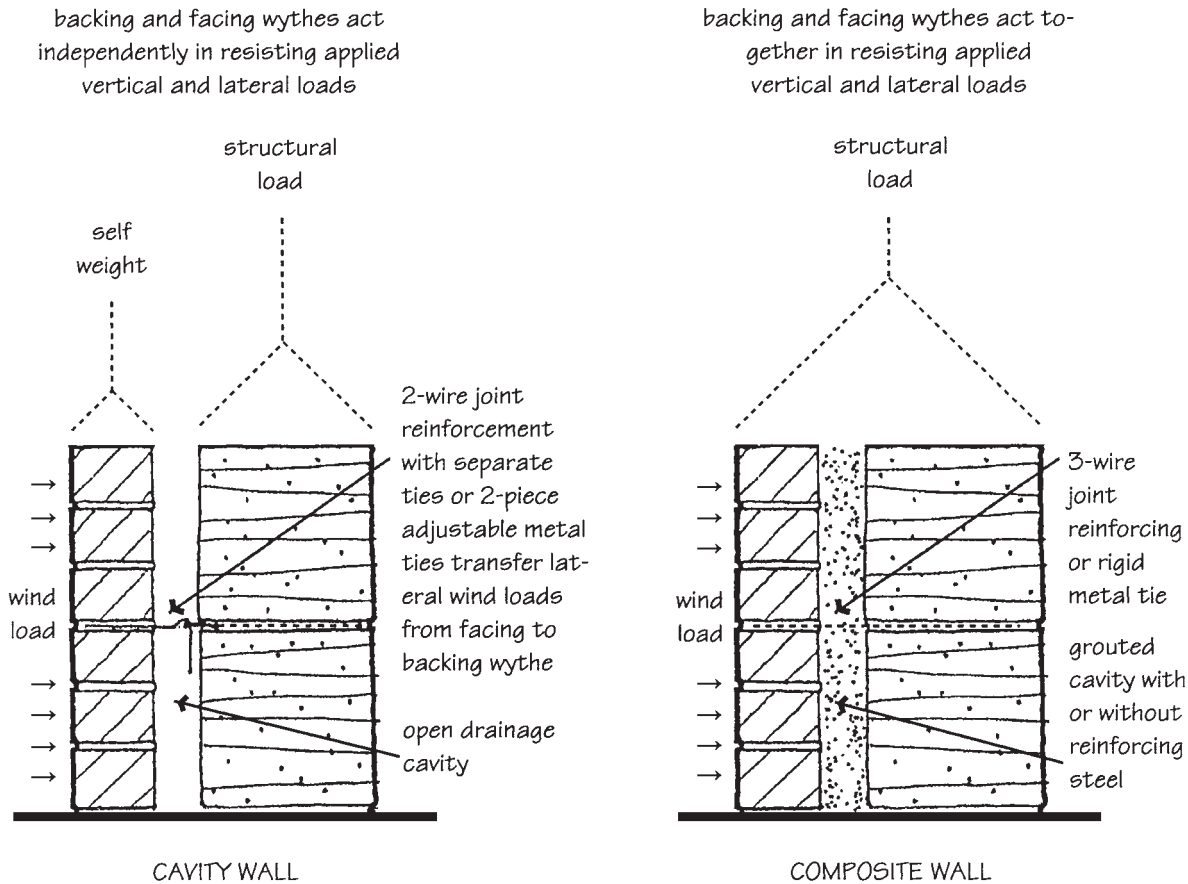 backing and facing wythes act
independently in resisting applied
vertical and lateral loads
structural
load
self
weight
2-wire joint
reinforcement
with separate
ties or 2-piece
adjustable metal
ties transfer lat-
eral wind loads
from facing to
backing wythe
wind
load
open drainage
cavity
CAVITY WALL
backing and facing wythes act to-
gether in resisting applied
vertical and lateral loads
structural
load
3-wire
joint
reinforcing
or rigid
metal tie
wind
load
grouted
cavity with
or without
reinforcing
steel
COMPOSITE WALL